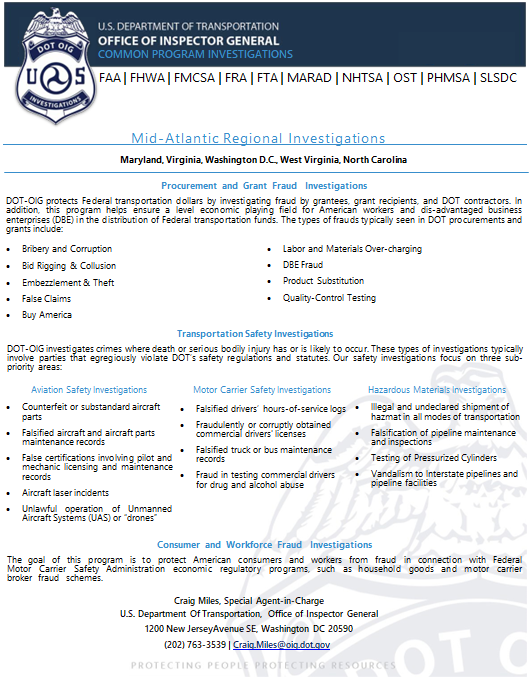 U.S. DEPARTMENT OF TRANSPORTATION
OFFICE OF INSPECTOR GENERAL
COMMON PROGRAM INVESTIGATIONS
DOT OIG
U S
INVESTIGATIONS
FAA | FHWA | FMCSA | FRA | FTA | MARAD | NHTSA | OST | PHMSA | SLSDC
Mid-Atlantic Regional Investigations
Maryland, Virginia, Washington D.C., West Virginia, North Carolina
Procurement and Grant Fraud Investigations
DOT-OIG protects Federal transportation dollars by investigating fraud by grantees, grant recipients, and DOT contractors. In
addition, this program helps ensure a level economic playing field for American workers and dis-advantaged business
enterprises (DBE) in the distribution of Federal transportation funds. The types of frauds typically seen in DOT procurements and
grants include:
• Bribery and Corruption
• Bid Rigging & Collusion
• Embezzlement & Theft
• False Claims
• Buy America
• Labor and Materials Over-charging
• DBE Fraud
• Product Substitution
• Quality-Control Testing
Transportation Safety Investigations
DOT-OIG investigates crimes where death or serious bodily injury has or is likely to occur. These types of investigations typically
involve parties that egregiously violate DOT's safety regulations and statutes. Our safety investigations focus on three sub-
priority areas:
Aviation Safety Investigations
• Counterfeit or substandard aircraft
parts
• Falsified aircraft and aircraft parts
maintenance records
• False certifications involving pilot and
mechanic licensing and maintenance
records
• Aircraft laser incidents
• Unlawful operation of Unmanned
Aircraft Systems (UAS) or "drones"
Motor Carrier Safety Investigations
• Falsified drivers' hours-of-service logs
• Fraudulently or corruptly obtained
commercial drivers' licenses
• Falsified truck or bus maintenance
records
• Fraud in testing commercial drivers
for drug and alcohol abuse
Hazardous Materials Investigations
• Illegal and undeclared shipment of
hazmat in all modes of transportation
• Falsification of pipeline maintenance
and inspections
• Testing of Pressurized Cylinders
• Vandalism to Interstate pipelines and
pipeline facilities
Consumer and Workforce Fraud Investigations
The goal of this program is to protect American consumers and workers from fraud in connection with Federal
Motor Carrier Safety Administration economic regulatory programs, such as household goods and motor carrier
broker fraud schemes.
Craig Miles, Special Agent-in-Charge
U.S. Department Of Transportation, Office of Inspector General
1200 New JerseyAvenue SE, Washington DC 20590
(202) 763-3539 | Craig.Miles@oig.dot.gov
DOT O
PROTECTING PEOPLE PROTECTING RESOURCES